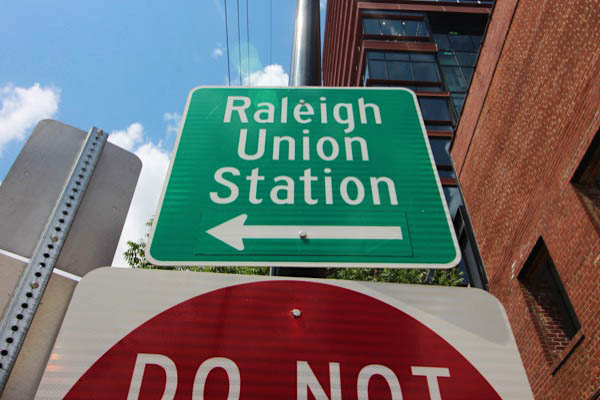 Raleigh
Union
Station
DO NOT